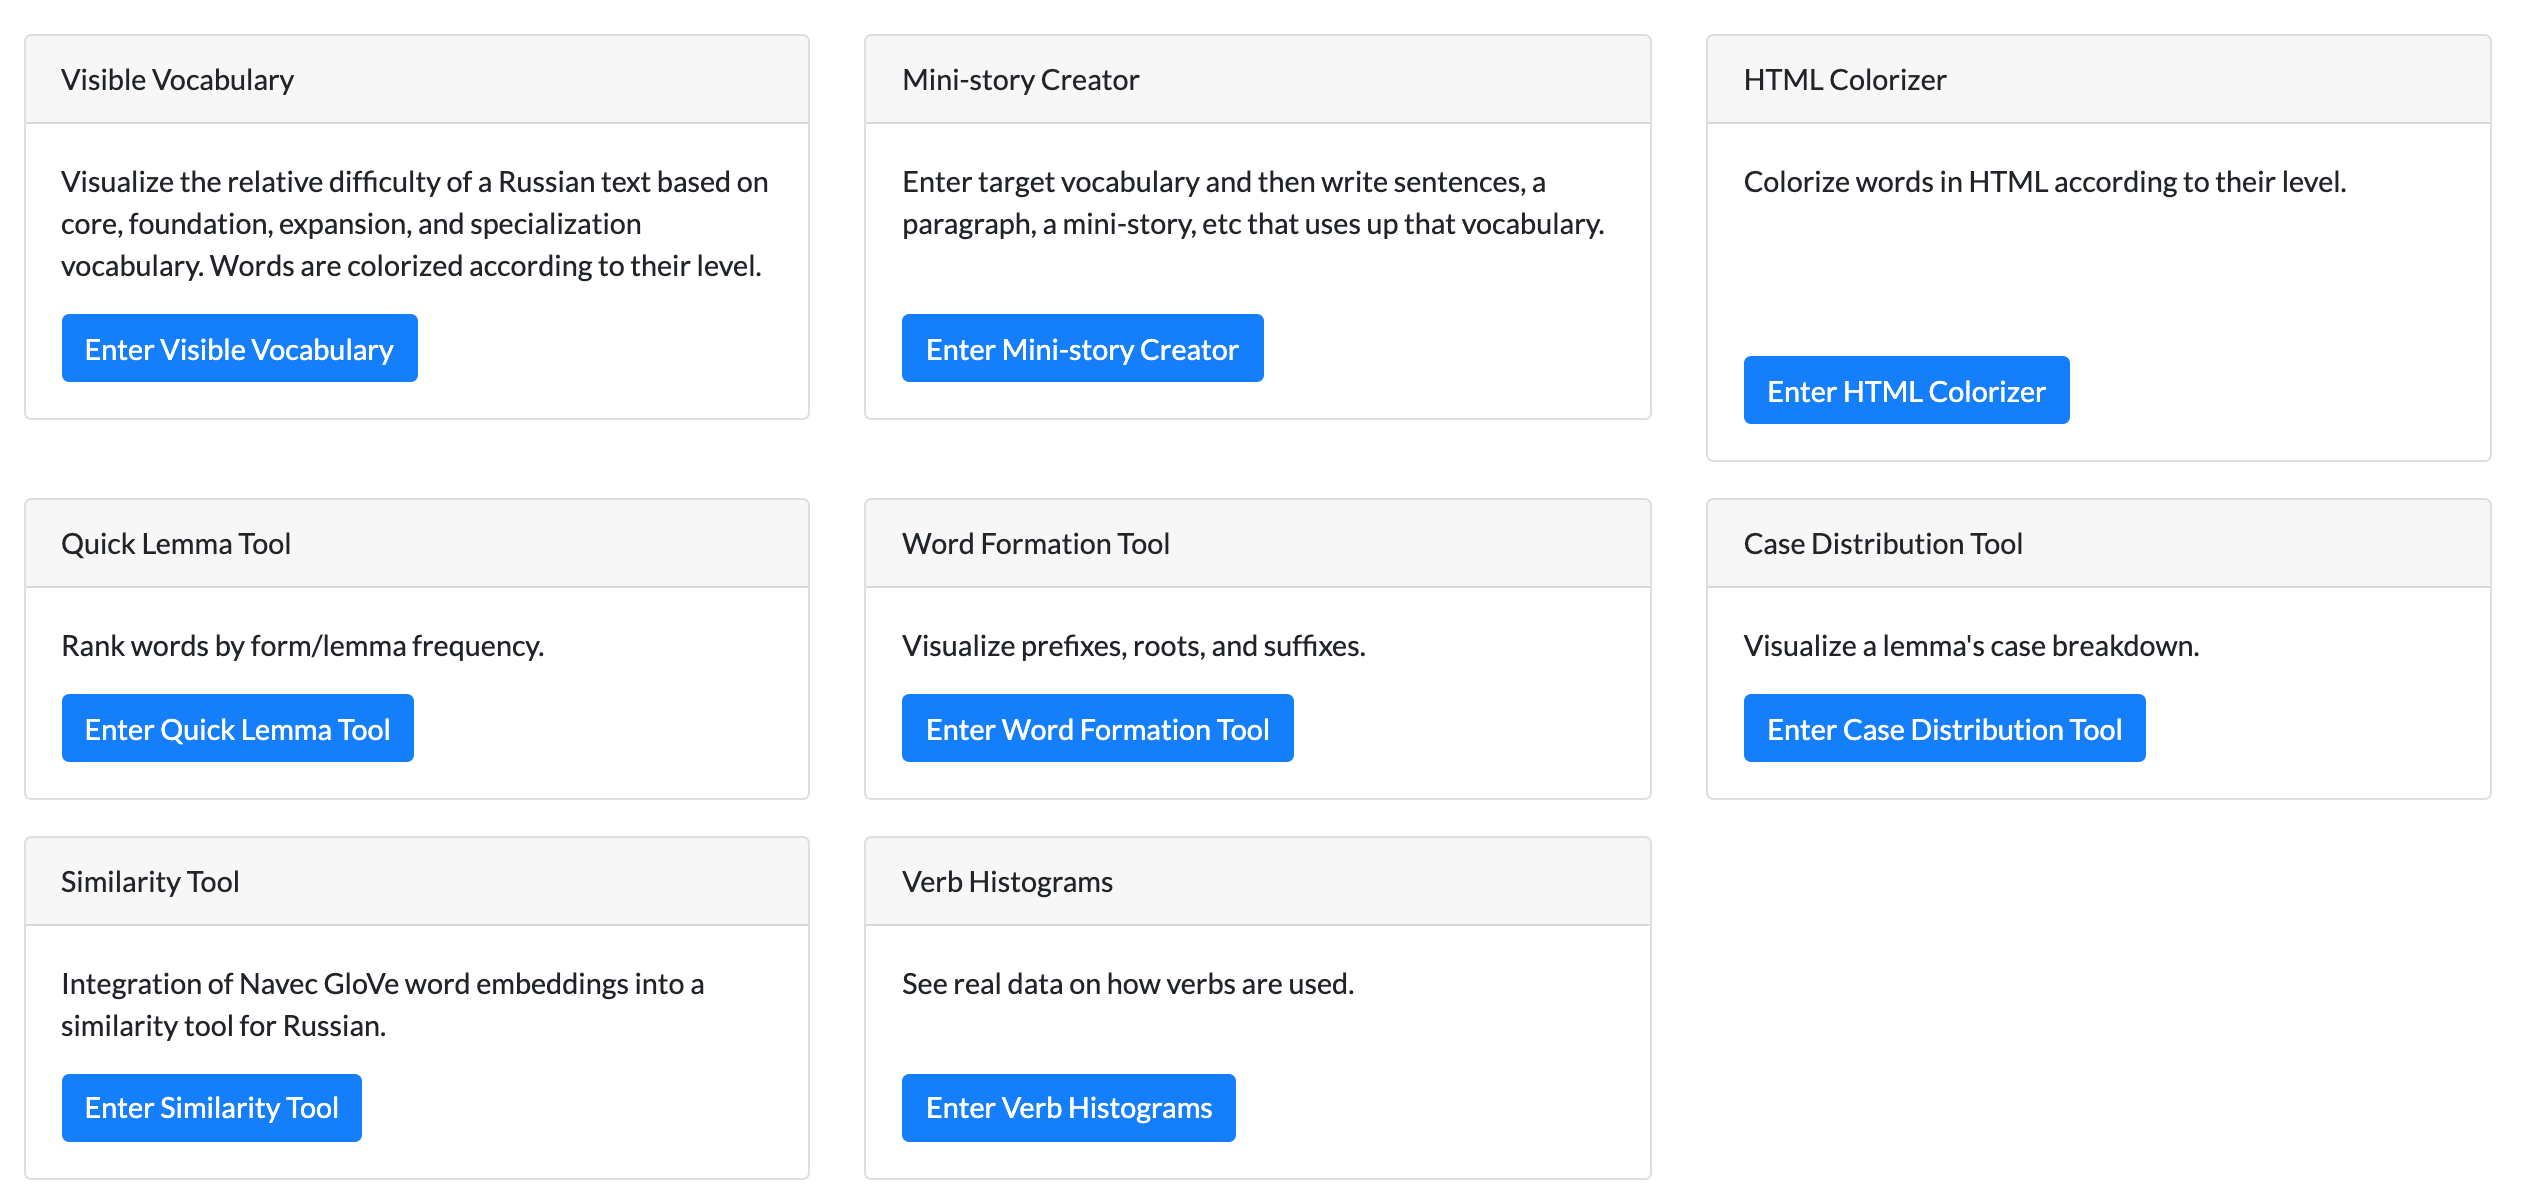 Visible Vocabulary
Visualize the relative difficulty of a Russian text based on
core, foundation, expansion, and specialization
vocabulary. Words are colorized according to their level.
Enter Visible Vocabulary
Mini-story Creator
Enter target vocabulary and then write sentences, a
paragraph, a mini-story, etc that uses up that vocabulary.
Enter Mini-story Creator
HTML Colorizer
Colorize words in HTML according to their level.
Enter HTML Colorizer
Quick Lemma Tool
Rank words by form/lemma frequency.
Enter Quick Lemma Tool
Word Formation Tool
Visualize prefixes, roots, and suffixes.
Enter Word Formation Tool
Case Distribution Tool
Visualize a lemma's case breakdown.
Enter Case Distribution Tool
Similarity Tool
Integration of Navec GloVe word embeddings into a
similarity tool for Russian.
Enter Similarity Tool
Verb Histograms
See real data on how verbs are used.
Enter Verb Histograms